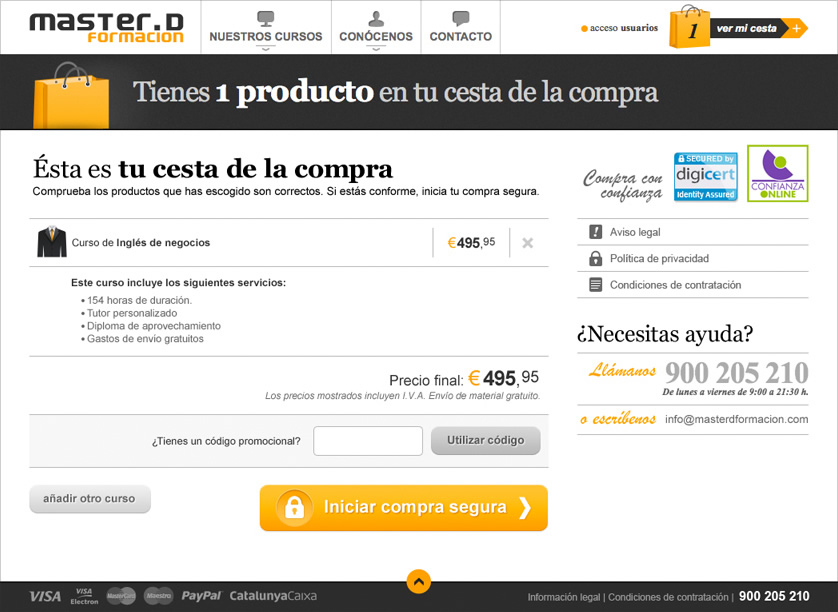 master.D
formacion
NUESTROS CURSOS
CONÓCENOS
CONTACTO
acceso usuarios
1
ver mi cesta
Tienes 1 producto en tu cesta de la compra
Ésta es tu cesta de la compra
Comprueba los productos que has escogido son correctos. Si estás conforme, inicia tu compra segura.
Curso de Inglés de negocios
€495,95
Este curso incluye los siguientes servicios:
• 154 horas de duración.
• Tutor personalizado
• Diploma de aprovechamiento
• Gastos de envío gratuitos
Precio final: €495,95
Los precios mostrados incluyen I.V.A. Envío de material gratuito.
¿Tienes un código promocional?
Utilizar código
añadir otro curso
Iniciar compra segura
Compra con
confianza
SECURED by
digicert
Identity Assured
CONFIANZA
ONLINE
Aviso legal
Política de privacidad
Condiciones de contratación
¿Necesitas ayuda?
Llámanos 900 205 210
De lunes a viernes de 9:00 a 21:30 h.
o escríbenos info@masterdformacion.com
VISA
VISA
Electron
MasterCard
Maestro
PayPal
CatalunyaCaixa
Información legal | Condiciones de contratación | 900 205 210